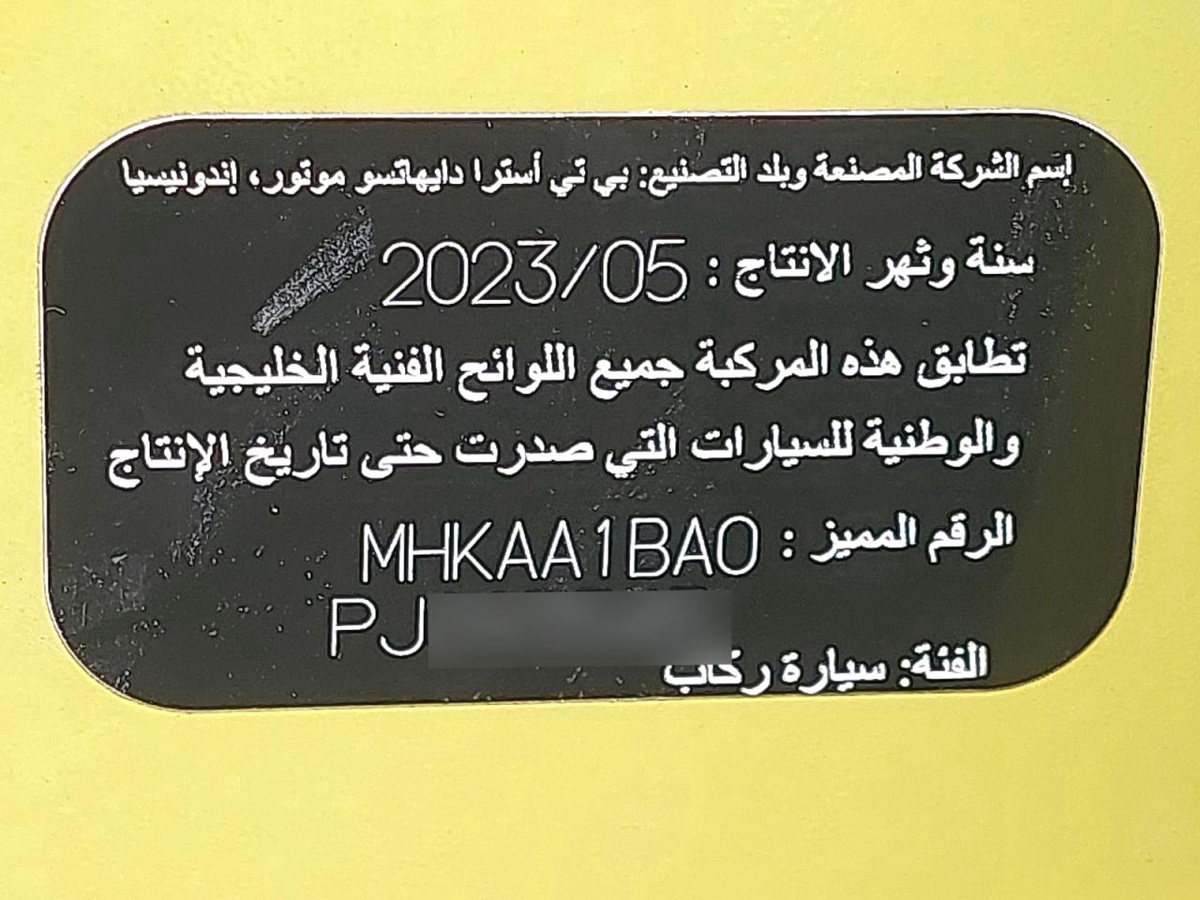 إسم الشركة المصنعة وبلد التصنيع: بي تي أسترا دايهاتسو موتور، إندونيسيا
سنة وشهر الانتاج : 2023/05
تطابق هذه المركبة جميع اللوائح الفنية الخليجية
والوطنية للسيارات التي صدرت حتى تاريخ الإنتاج
الرقم المميز : MHKAA1BA0
PJ
الفئة: سيارة ركاب